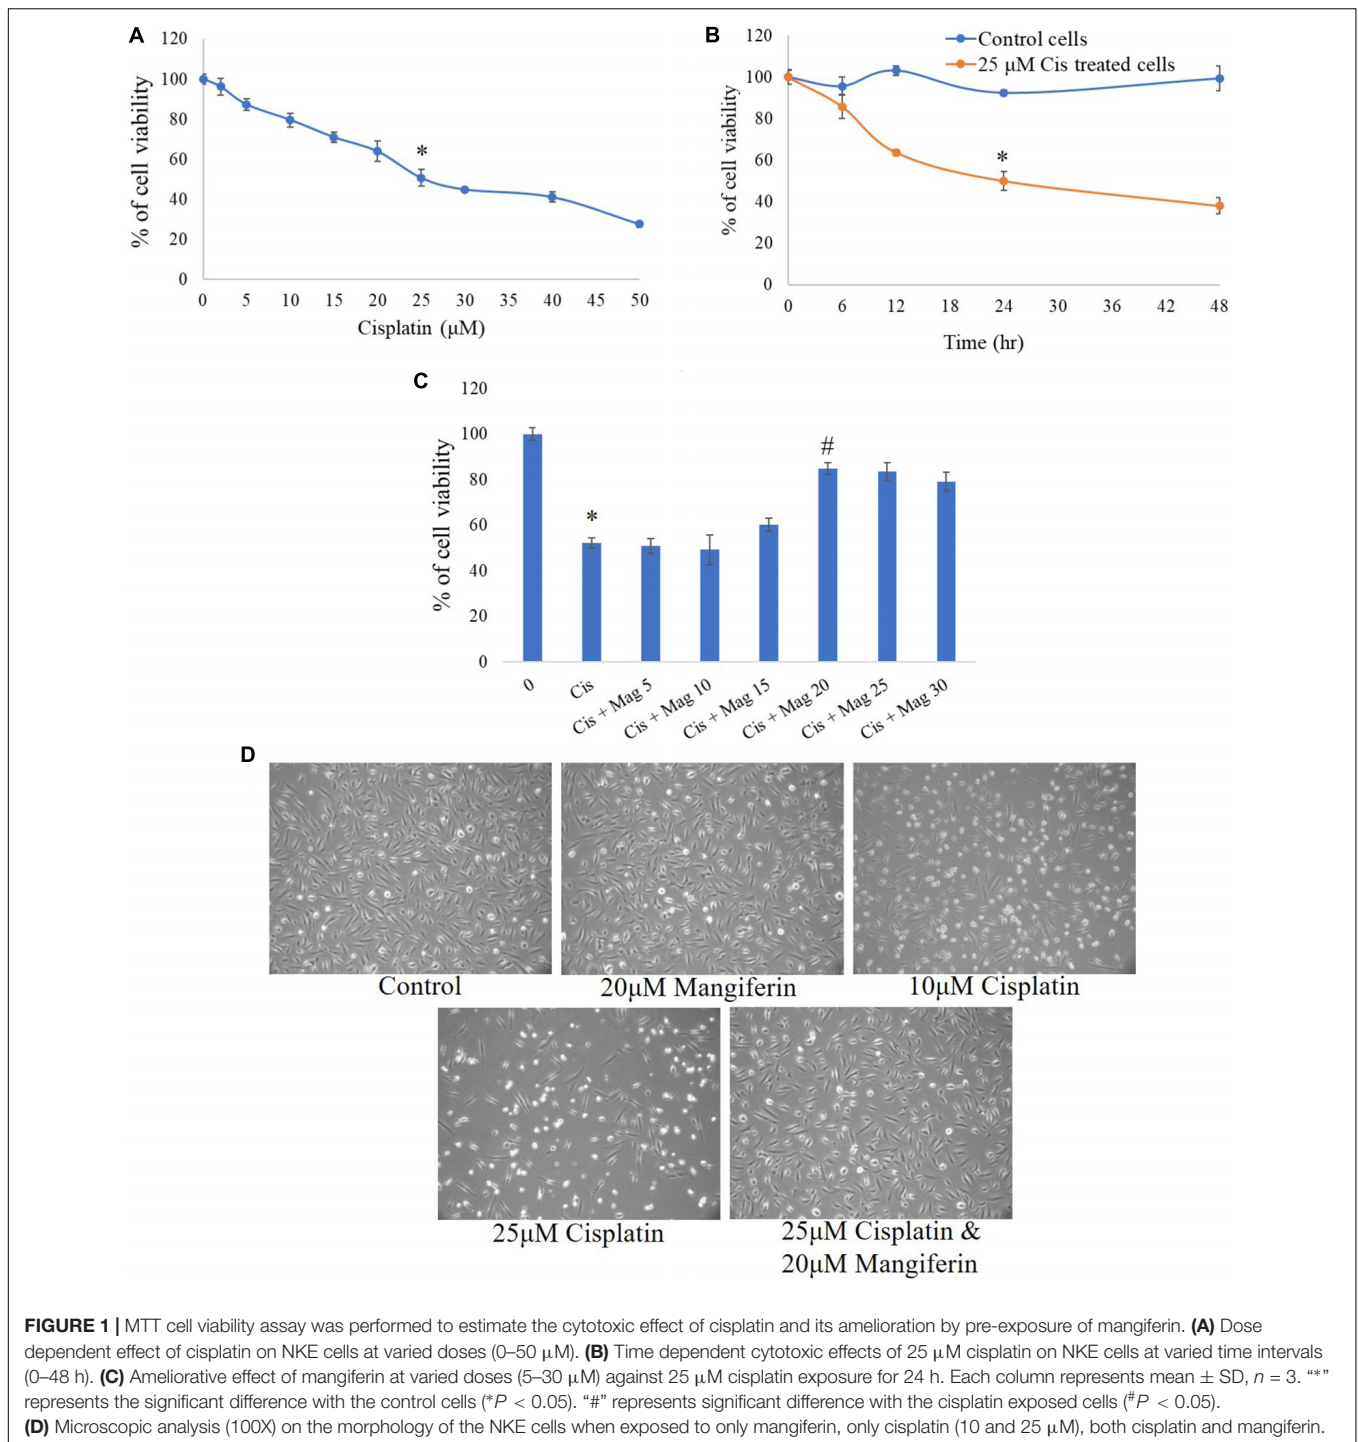 A
120
100
80
60
40
20
0
% of cell viability
*
0 5 10 15 20 25 30 35 40 45 50
Cisplatin (μM)
B
120
100
80
60
40
20
0
% of cell viability
Control cells
25 μM Cis treated cells
*
0 6 12 18 24 30 36 42 48
Time (hr)
C
120
100
80
60
40
20
0
% of cell viability
*
#
0 Cis Cis + Mag 5 Cis + Mag 10 Cis + Mag 15 Cis + Mag 20 Cis + Mag 25 Cis + Mag 30
D
Control 20μM Mangiferin 10μM Cisplatin
25μM Cisplatin
25μM Cisplatin &
20μM Mangiferin
FIGURE 1 | MTT cell viability assay was performed to estimate the cytotoxic effect of cisplatin and its amelioration by pre-exposure of mangiferin. (A) Dose
dependent effect of cisplatin on NKE cells at varied doses (0–50 μM). (B) Time dependent cytotoxic effects of 25 μM cisplatin on NKE cells at varied time intervals
(0–48 h). (C) Ameliorative effect of mangiferin at varied doses (5–30 μM) against 25 μM cisplatin exposure for 24 h. Each column represents mean ± SD, n = 3. “*”
represents the significant difference with the control cells (*P < 0.05). “#” represents significant difference with the cisplatin exposed cells (#P < 0.05).
(D) Microscopic analysis (100X) on the morphology of the NKE cells when exposed to only mangiferin, only cisplatin (10 and 25 μM), both cisplatin and mangiferin.